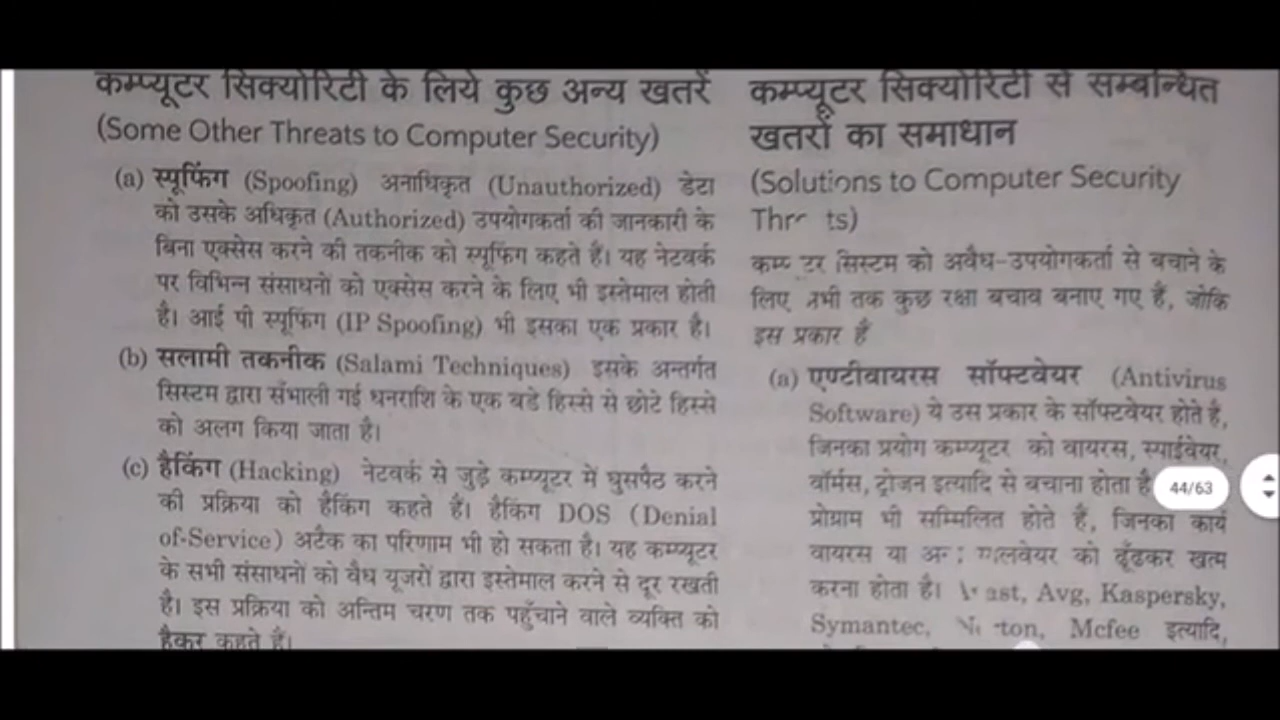 कम्प्यूटर सिक्योरिटी के लिये कुछ अन्य खतरें
(Some Other Threats to Computer Security)
(a) स्पूफिंग (Spoofing) अनाधिकृत (Unauthorized) डेटा
को उसके अधिकृत (Authorized) उपयोगकर्ता की जानकारी के
बिना एक्सेस करने की तकनीक को स्पूफिंग कहते हैं। यह नेटवर्क
पर विभिन्न संसाधनों को एक्सेस करने के लिए भी इस्तेमाल होती
है। आई पी स्पूफिंग (IP Spoofing) भी इसका एक प्रकार है।
(b) सलामी तकनीक (Salami Techniques) इसके अन्तर्गत
सिस्टम द्वारा सँभाली गई धनराशि के एक बडे हिस्से से छोटे हिस्से
को अलग किया जाता है।
(c) हैकिंग (Hacking) नेटवर्क से जुड़े कम्प्यूटर में घुसपैठ करने
की प्रक्रिया को हैकिंग कहते हैं। हैकिंग DOS (Denial
of-Service) अटैक का परिणाम भी हो सकता है। यह कम्प्यूटर
के सभी संसाधनों को वैध यूजरों द्वारा इस्तेमाल करने से दूर रखती
है। इस प्रक्रिया को अन्तिम चरण तक पहुँचाने वाले व्यक्ति को
हैकर कहते हैं।
कम्प्यूटर सिक्योरिटी से सम्बन्धित
खतरों का समाधान
(Solutions to Computer Security
कम्प टर सिस्टम को अवैध-उपयोगकर्ता से बचाने के
लिए तक कुछ रक्षा बचाव बनाए गए हैं, जोकि
इस प्रकार हैं
(a) एण्टीवायरस सॉफ्टवेयर (Antivirus
Software) ये उस प्रकार के सॉफ्टवेयर होते है,
जिनका प्रयोग कम्प्यूटर को वायरस, स्पाईवेयर,
वॉर्मस, ट्रोजन इत्यादि से बचाना होता है
44/63
प्रोग्राम भी सम्मिलित होते हैं, जिनका कार्य
वायरस या को ढूँढकर खत्म
करना होता है। Avg, Kaspersky,
Symantec, Mcfee इत्यादि,